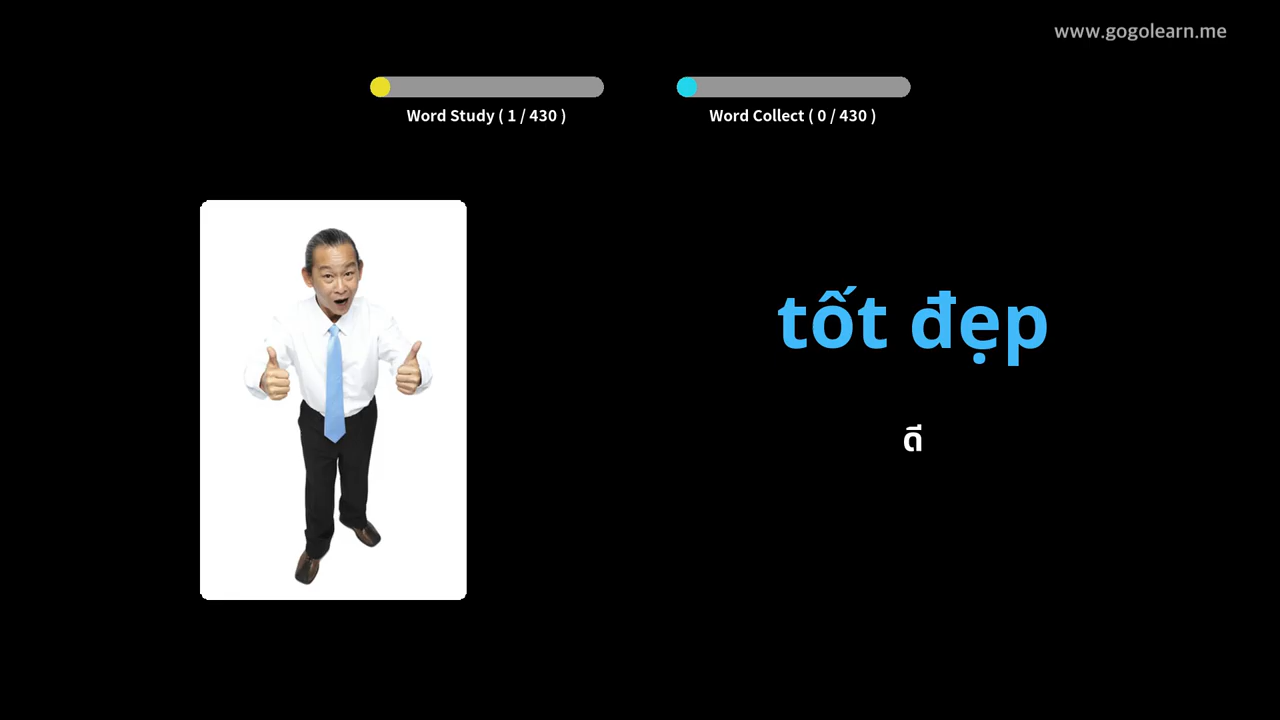 www.gogolearn.me
Word Study ( 1 / 430 )
Word Collect ( 0 / 430 )
tốt đẹp
ดี